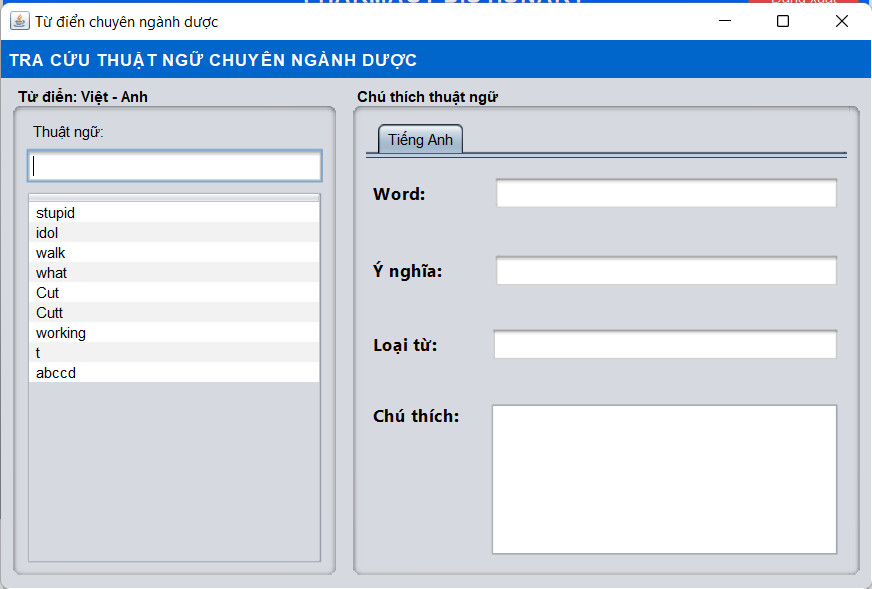 Từ điển chuyên ngành dược
TRA CỨU THUẬT NGỮ CHUYÊN NGÀNH DƯỢC
Từ điển: Việt - Anh
Thuật ngữ:
stupid
idol
walk
what
Cut
Cutt
working
t
abccd
Chú thích thuật ngữ
Tiếng Anh
Word:
Ý nghĩa:
Loại từ:
Chú thích: